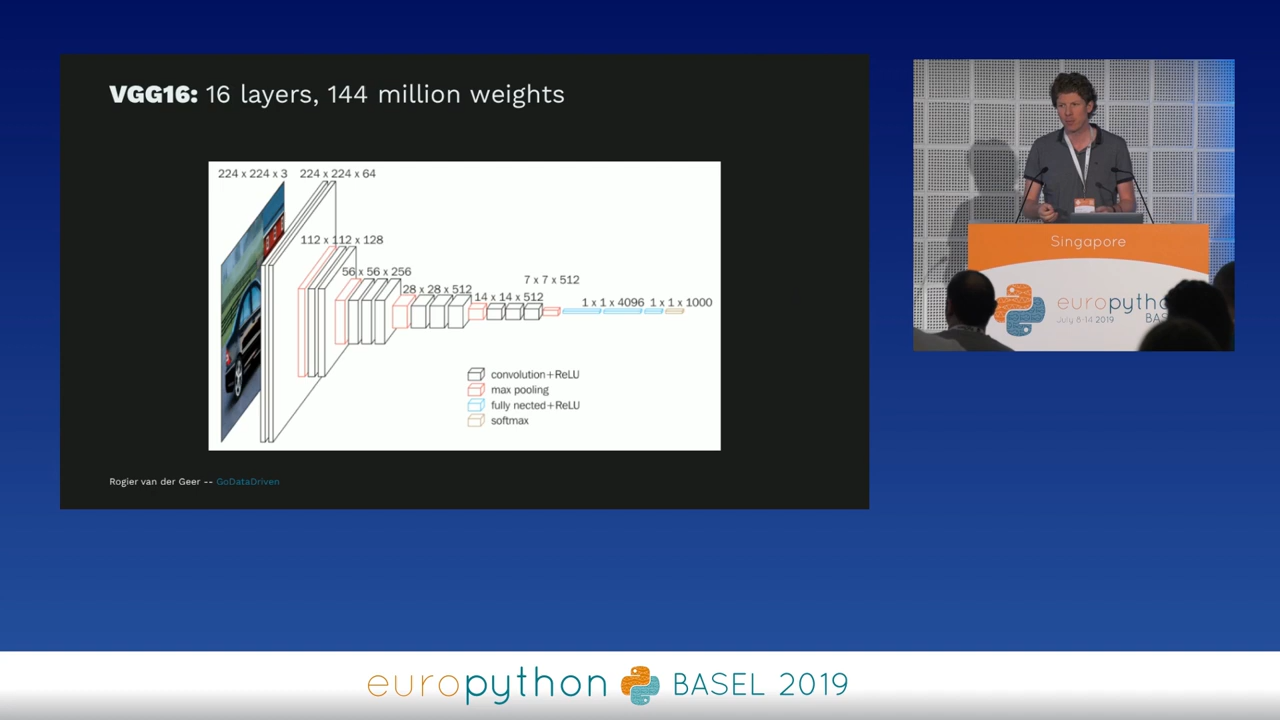 VGG16: 16 layers, 144 million weights
224 x 224 x 3
224 x 224 x 64
112 x 112 x 128
56 x 56 x 256
28 x 28 x 512
14 x 14 x 512
7 x 7 x 512
1 x 1 x 4096
1 x 1 x 1000
convolution+ReLU
max pooling
fully nected+ReLU
softmax
Rogier van der Geer -- GoDataDriven
Singapore
europyth
July 8-14 2019
BAS
europython BASEL 2019